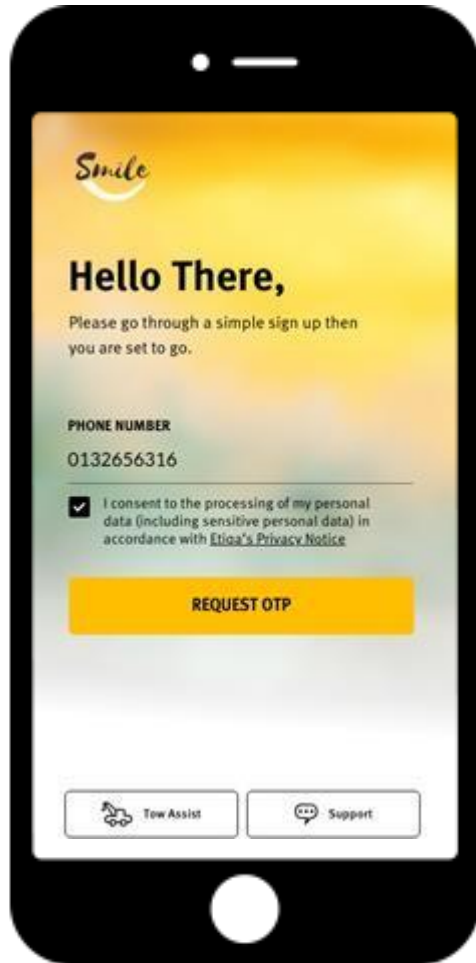 Smile
Hello There,
Please go through a simple sign up then
you are set to go.
PHONE NUMBER
0132656316
I consent to the processing of my personal
data (including sensitive personal data) in
accordance with Etiqa's Privacy Notice
REQUEST OTP
Tow Assist
Support